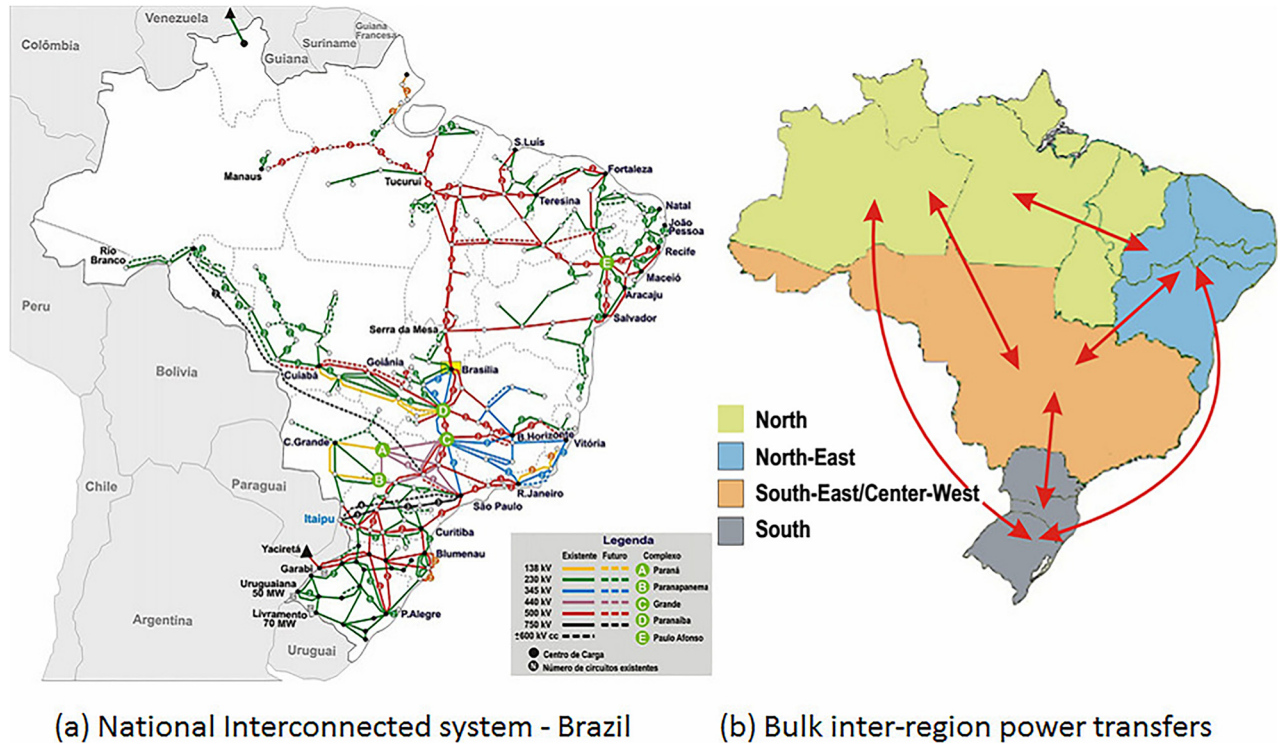 Venezuela
Colômbia
Guiana
Suriname
Guiana
Francesa
Peru
Bolívia
Chile
Paraguai
Argentina
Uruguai
Manaus
Tucuruí
S.Luís
Fortaleza
Teresina
Natal
João
Pessoa
Recife
Maceió
Aracaju
Salvador
Rio
Branco
Serra da Mesa
Cuiabá
Goiânia
Brasília
C.Grande
B.Horizonte
Vitória
R.Janeiro
São Paulo
Itaipu
Curitiba
Blumenau
Yaciretá
Garabi
Uruguaiana
50 MW
Livramento
70 MW
P.Alegre
A
B
C
D
E
Legenda
Existente Futuro Complexo
138 kV A Paraná
230 kV B Paranapanema
345 kV C Grande
440 kV D Paranaíba
500 kV E Paulo Afonso
750 kV
±600 kV cc
Centro de Carga
N Número de circuitos existentes
North
North-East
South-East/Center-West
South
(a) National Interconnected system - Brazil
(b) Bulk inter-region power transfers